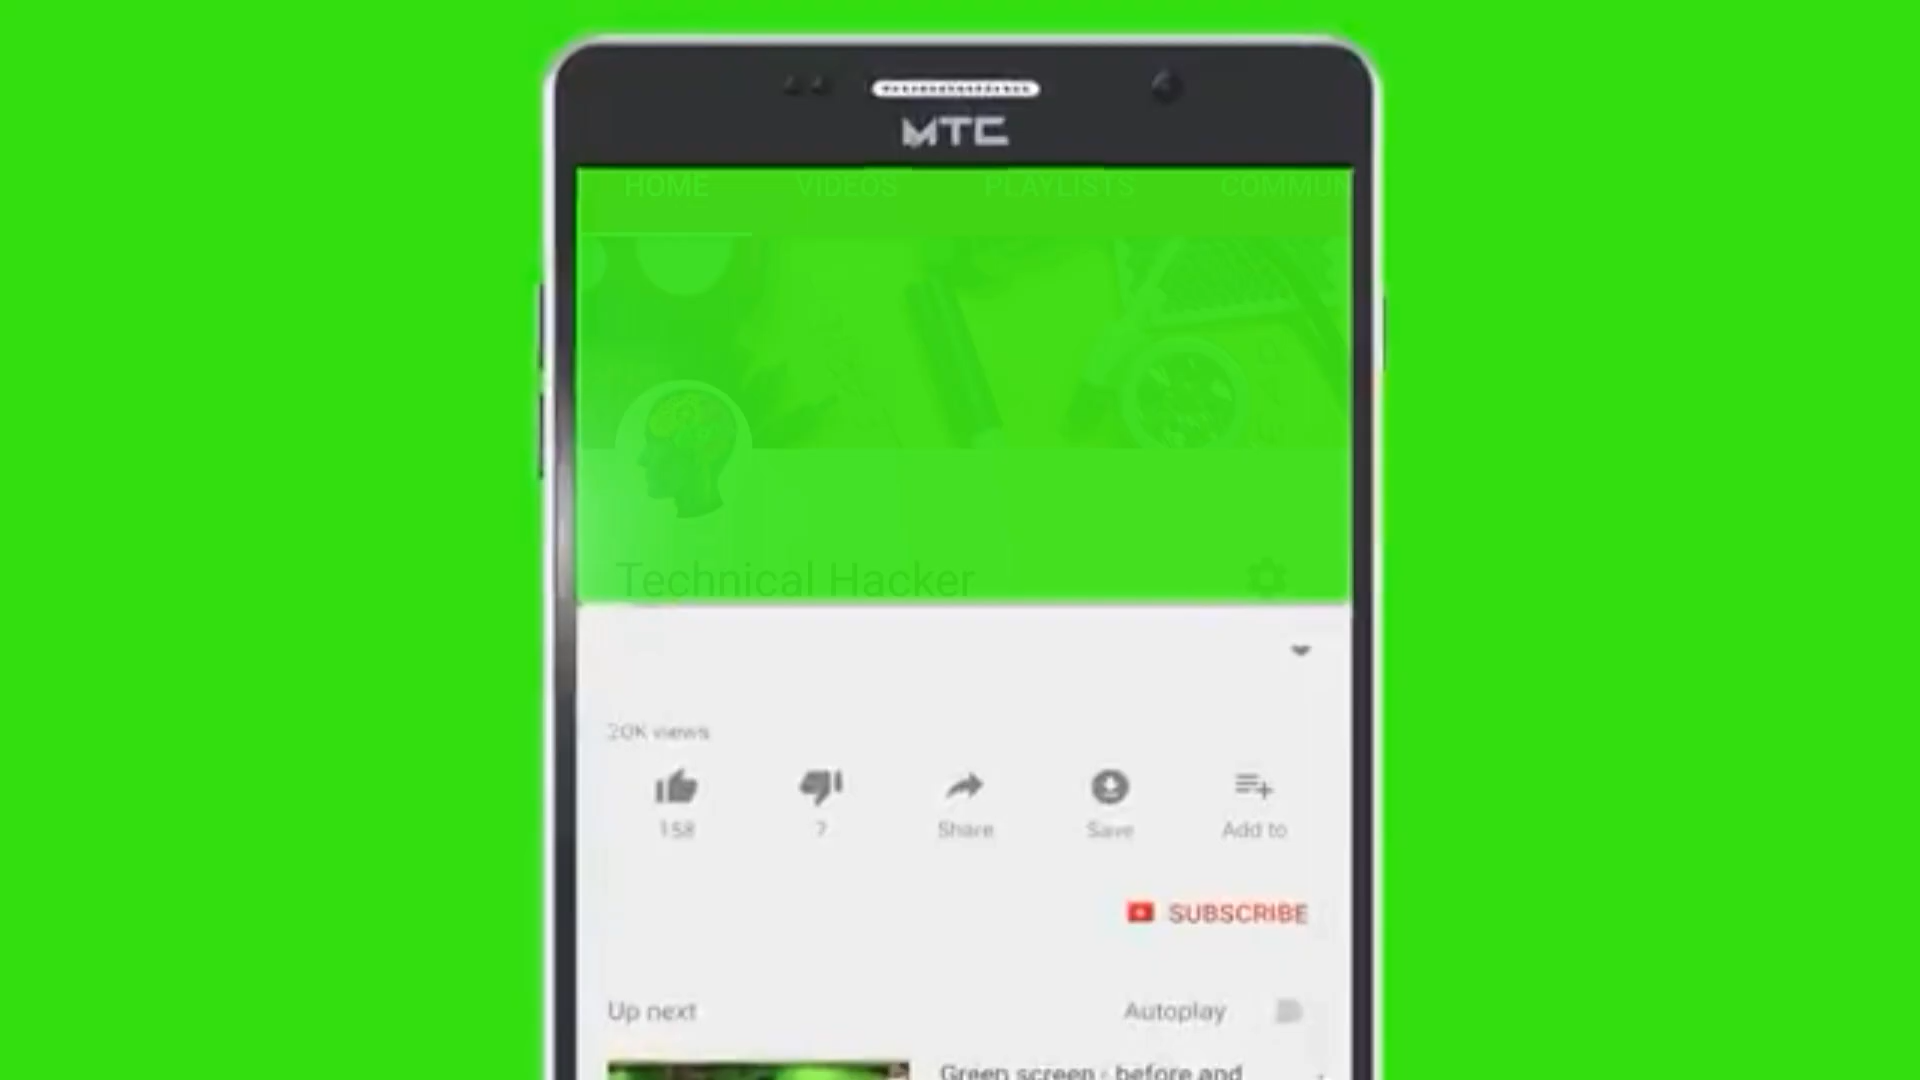 MTC
HOME VIDEOS PLAYLISTS COMMUN
Technical Hacker
20K views
158 7 Share Save Add to
SUBSCRIBE
Up next Autoplay
Green screen - before and